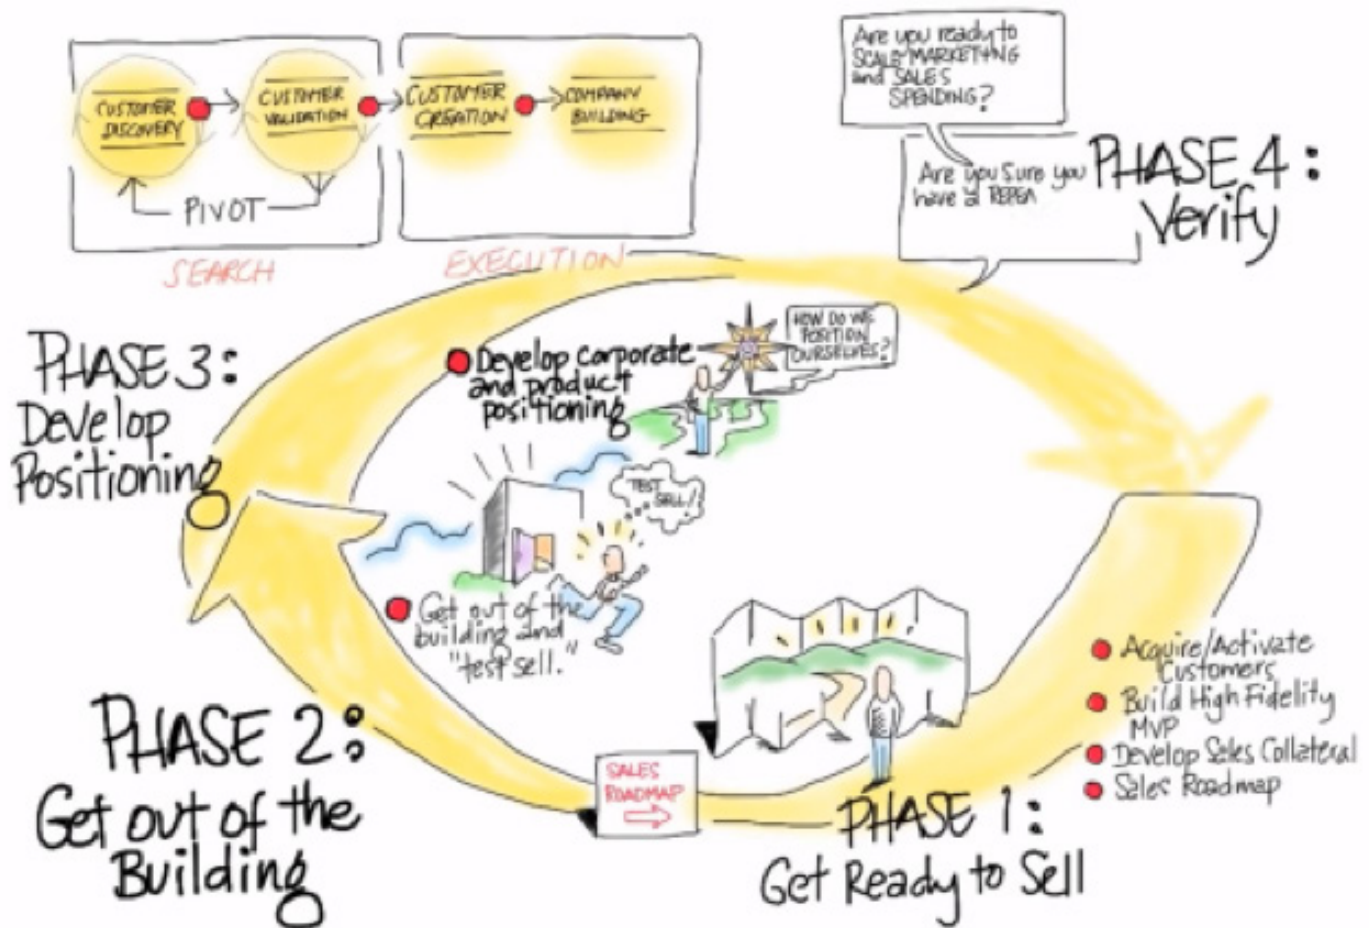 CUSTOMER
DISCOVERY
CUSTOMER
VALIDATION
CUSTOMER
CREATION
COMPANY
BUILDING
PIVOT
SEARCH
EXECUTION
Are you ready to
SCALE MARKETING
and SALES
SPENDING?
Are you sure you
have a REPEA
PHASE 4:
Verify
PHASE 3:
Develop
Positioning
Develop corporate
and product
positioning
HOW DO WE
POSITION
OURSELVES?
TEST
SELL!
Get out of the
building and
"test sell."
PHASE 2:
Get out of the
Building
SALES
ROADMAP
PHASE 1:
Get Ready to Sell
Acquire/Activate
Customers
Build High Fidelity
MVP
Develop Sales Collateral
Sales Roadmap